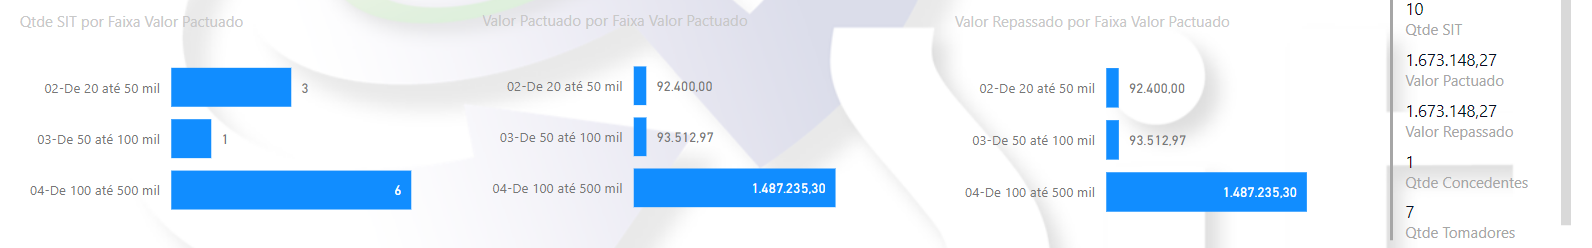 Qtde SIT por Faixa Valor Pactuado
02-De 20 até 50 mil
3
03-De 50 até 100 mil
1
04-De 100 até 500 mil
6
Valor Pactuado por Faixa Valor Pactuado
02-De 20 até 50 mil
92.400,00
03-De 50 até 100 mil
93.512,97
04-De 100 até 500 mil
1.487.235,30
Valor Repassado por Faixa Valor Pactuado
02-De 20 até 50 mil
92.400,00
03-De 50 até 100 mil
93.512,97
04-De 100 até 500 mil
1.487.235,30
10
Qtde SIT
1.673.148,27
Valor Pactuado
1.673.148,27
Valor Repassado
1
Qtde Concedentes
7
Qtde Tomadores